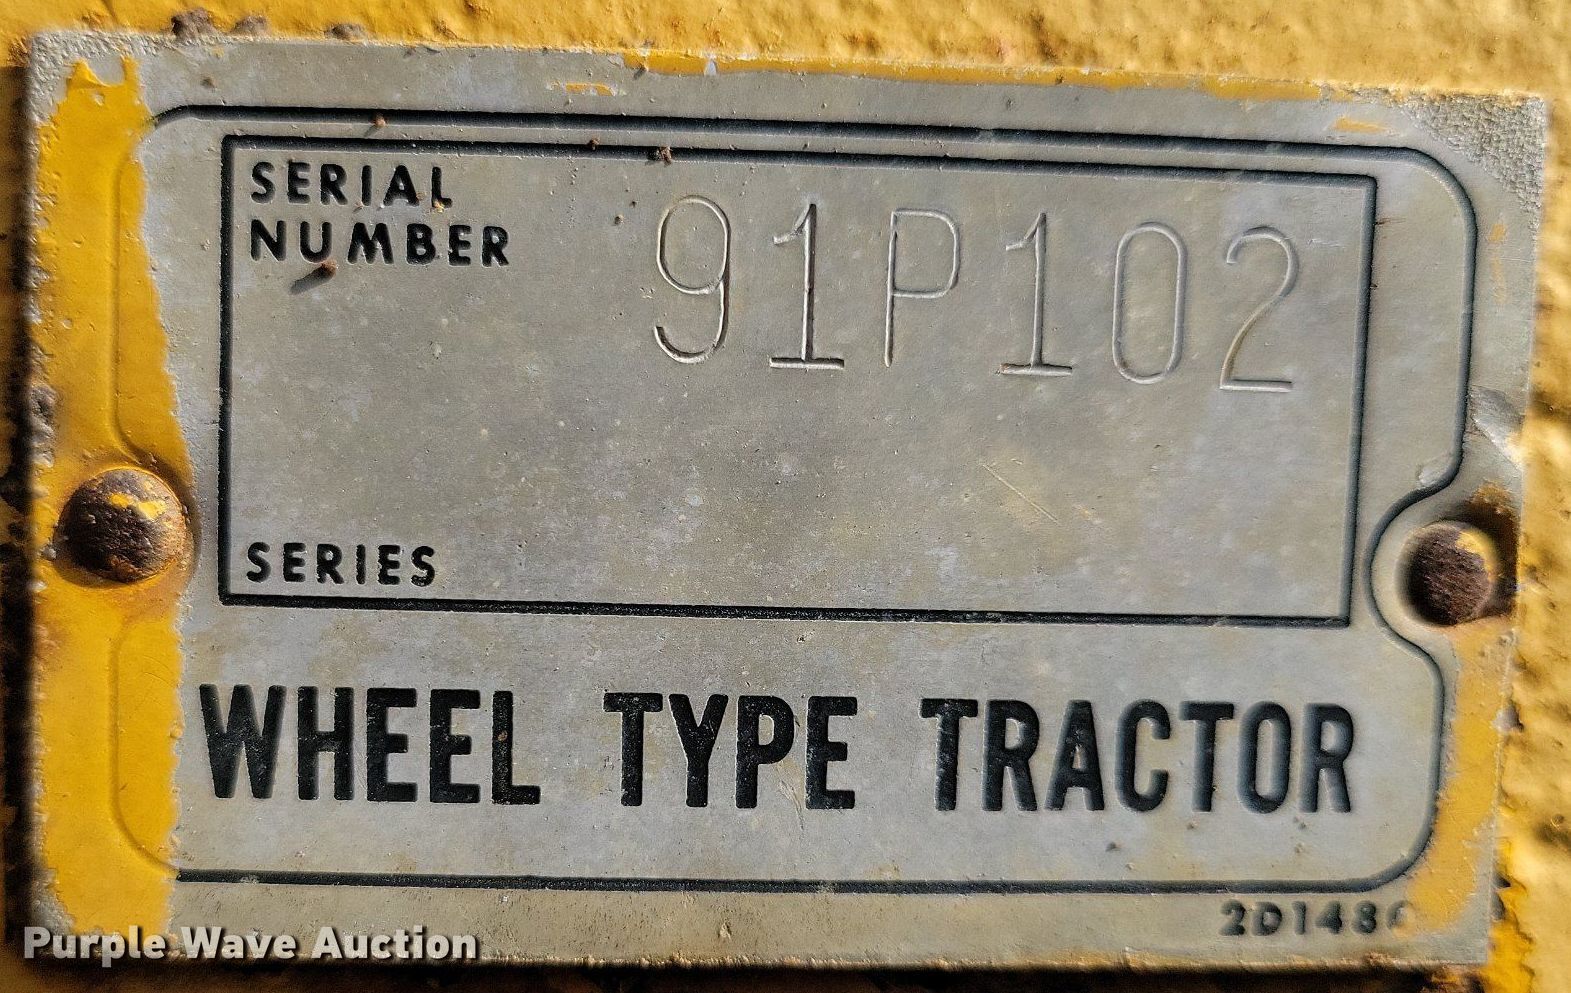 SERIAL
NUMBER
91P102
SERIES
WHEEL TYPE TRACTOR
Purple Wave Auction